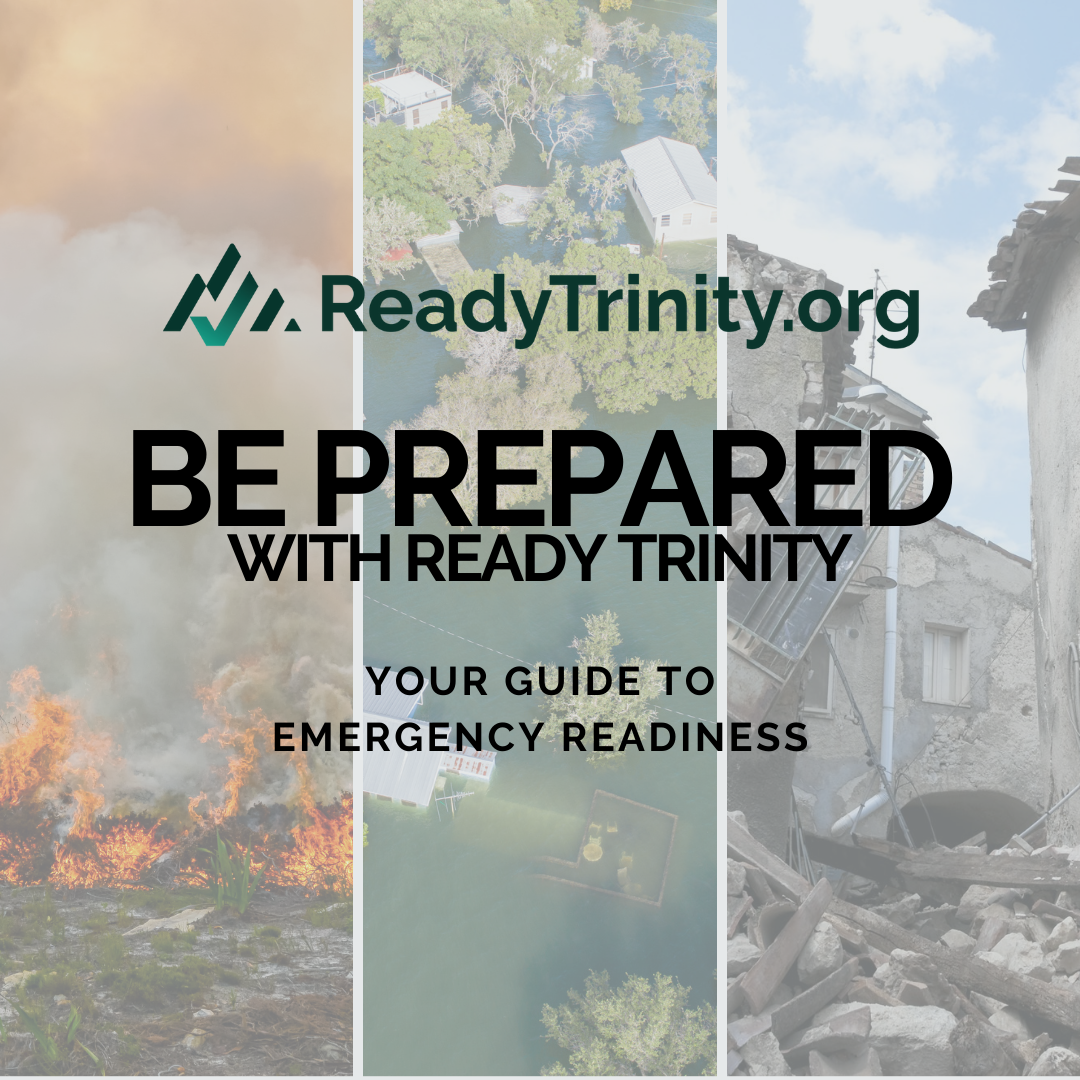 ReadyTrinity.org
BE PREPARED
WITH READY TRINITY
YOUR GUIDE TO
EMERGENCY READINESS